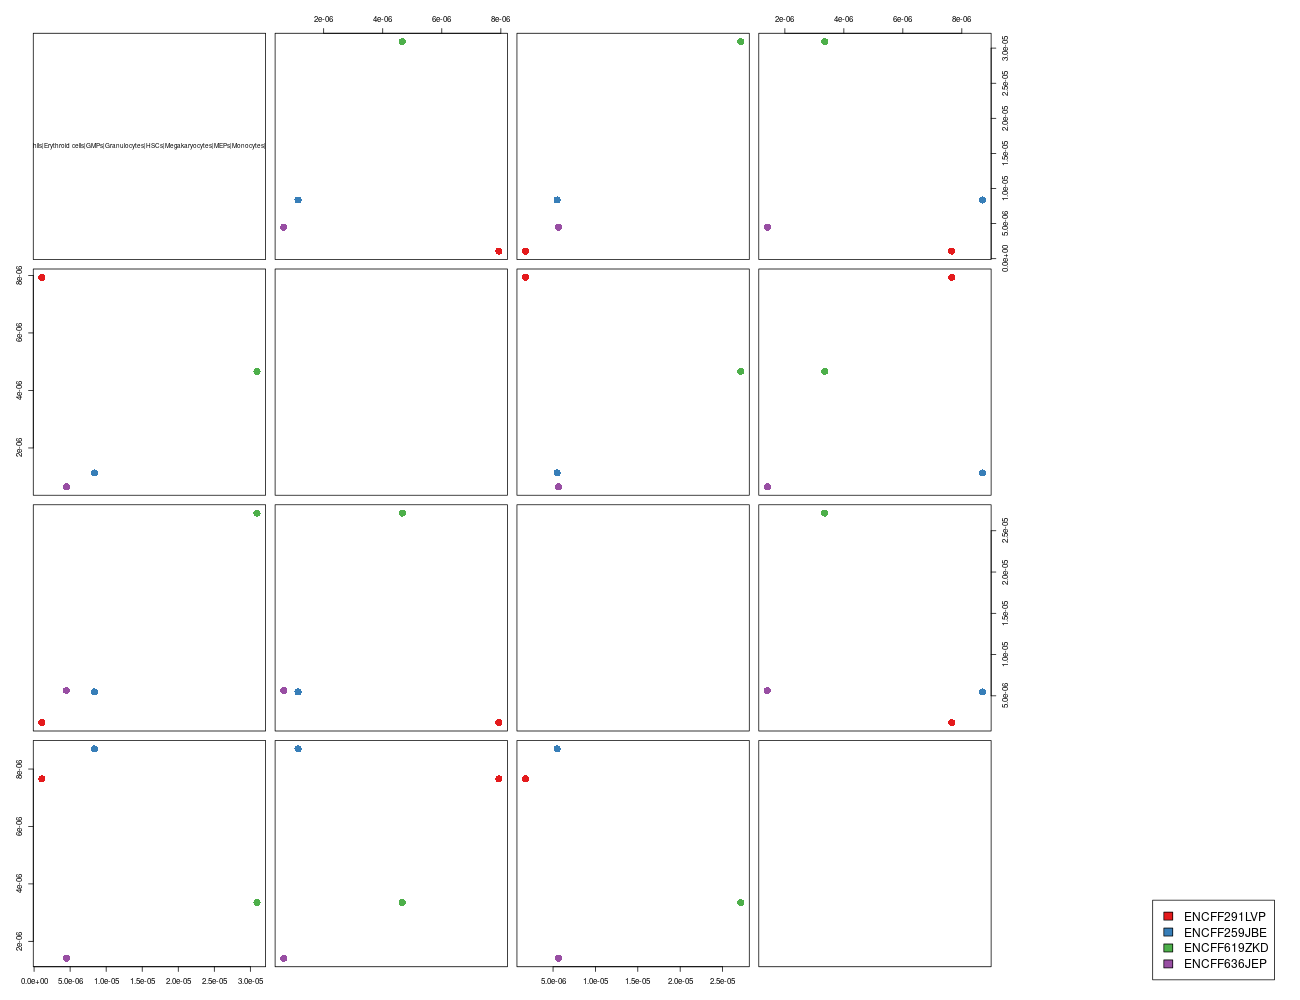 2e-06 4e-06 6e-06 8e-06 2e-06 4e-06 6e-06 8e-06
hils|Erythroid cells|GMPs|Granulocytes|HSCs|Megakaryocytes|MEPs|Monocytes|
0.0e+00 5.0e-06 1.0e-05 1.5e-05 2.0e-05 2.5e-05 3.0e-05
2e-06 4e-06 6e-06 8e-06
5.0e-06 1.0e-05 1.5e-05 2.0e-05 2.5e-05
2e-06 4e-06 6e-06 8e-06
0.0e+00 5.0e-06 1.0e-05 1.5e-05 2.0e-05 2.5e-05 3.0e-05 5.0e-06 1.0e-05 1.5e-05 2.0e-05 2.5e-05
ENCFF291LVP
ENCFF259JBE
ENCFF619ZKD
ENCFF636JEP